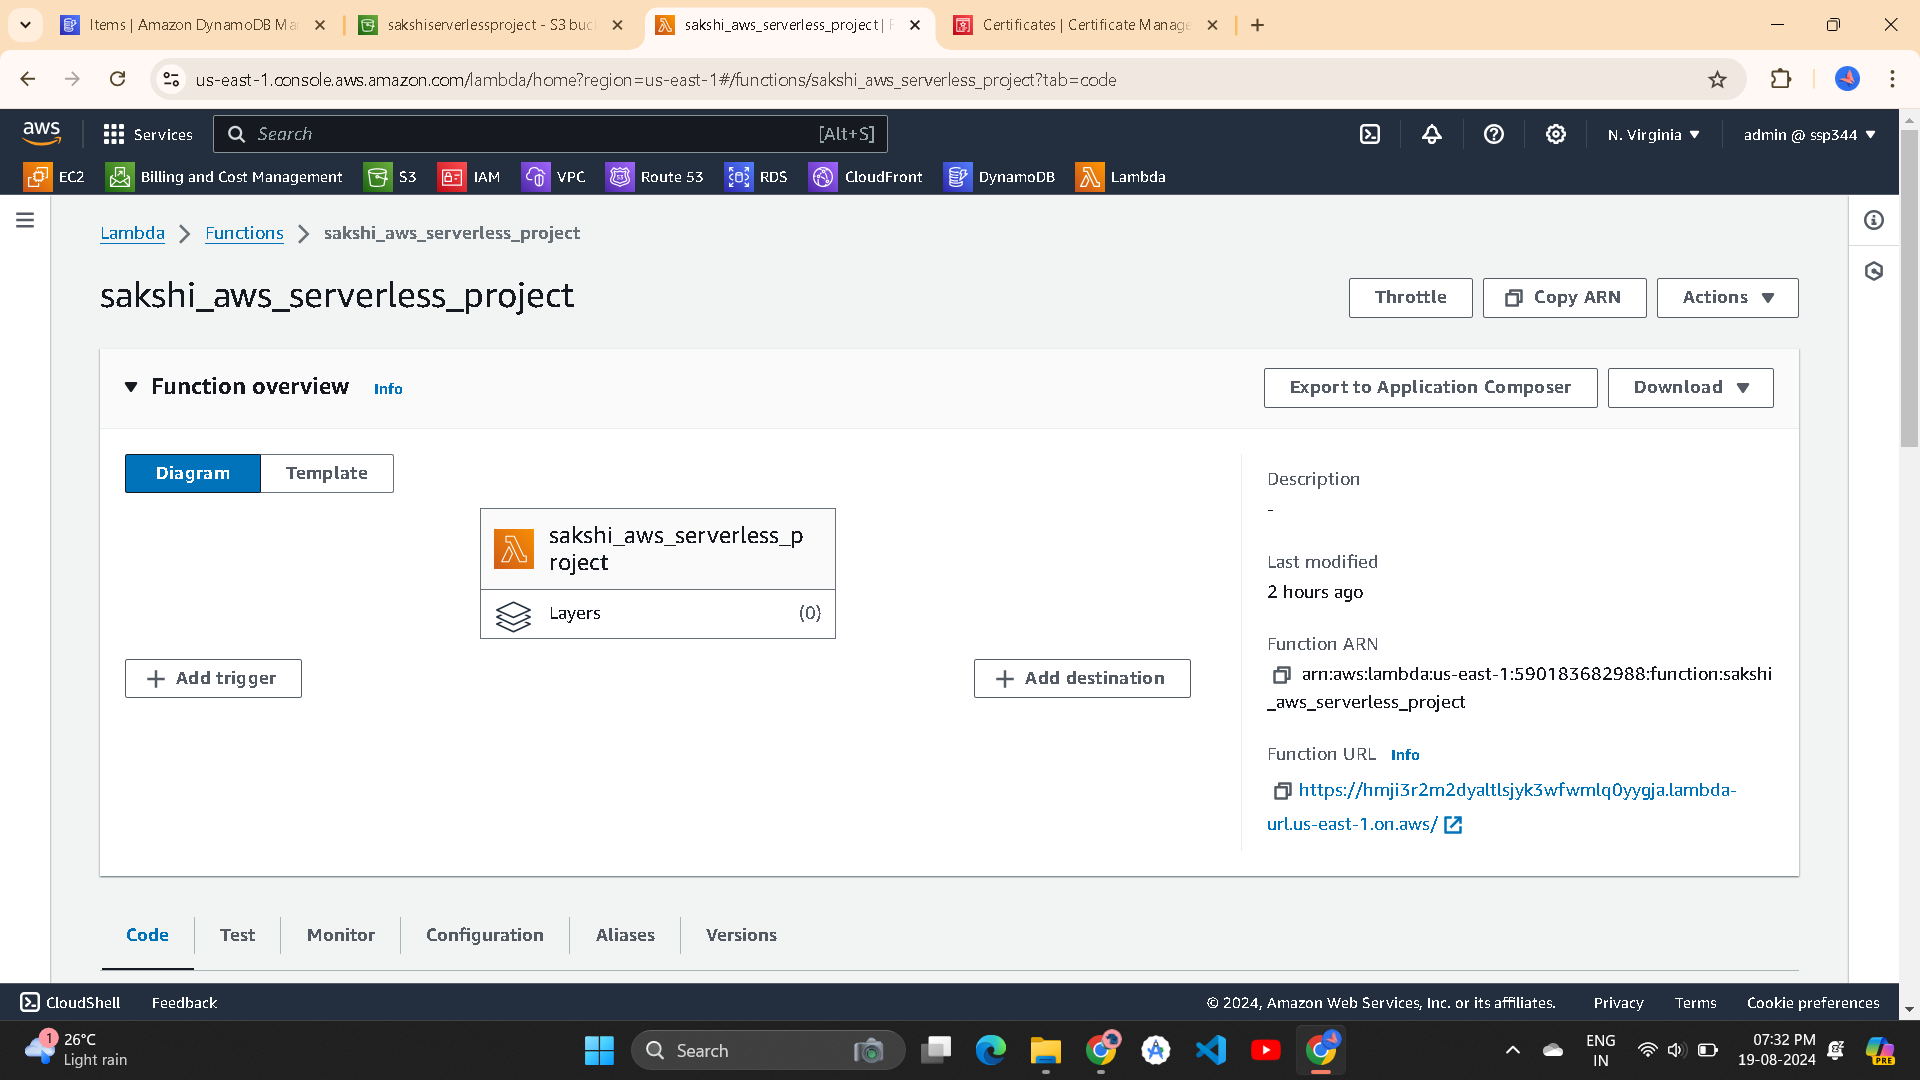 Items | Amazon DynamoDB Ma
sakshiserverlessproject - S3 buc
sakshi_aws_serverless_project | F
Certificates | Certificate Manage
us-east-1.console.aws.amazon.com/lambda/home?region=us-east-1#/functions/sakshi_aws_serverless_project?tab=code
aws
Services
Search
[Alt+S]
N. Virginia
admin @ ssp344
EC2
Billing and Cost Management
S3
IAM
VPC
Route 53
RDS
CloudFront
DynamoDB
Lambda
Lambda
Functions
sakshi_aws_serverless_project
sakshi_aws_serverless_project
Throttle
Copy ARN
Actions
Function overview
Info
Export to Application Composer
Download
Diagram
Template
sakshi_aws_serverless_p
roject
Layers
(0)
Add trigger
Add destination
Description
-
Last modified
2 hours ago
Function ARN
arn:aws:lambda:us-east-1:590183682988:function:sakshi
_aws_serverless_project
Function URL
Info
https://hmji3r2m2dyaltlsjyk3wfwmlq0yygja.lambda-
url.us-east-1.on.aws/
Code
Test
Monitor
Configuration
Aliases
Versions
CloudShell
Feedback
© 2024, Amazon Web Services, Inc. or its affiliates.
Privacy
Terms
Cookie preferences
1
26°C
Light rain
Search
ENG
IN
07:32 PM
19-08-2024
PRE